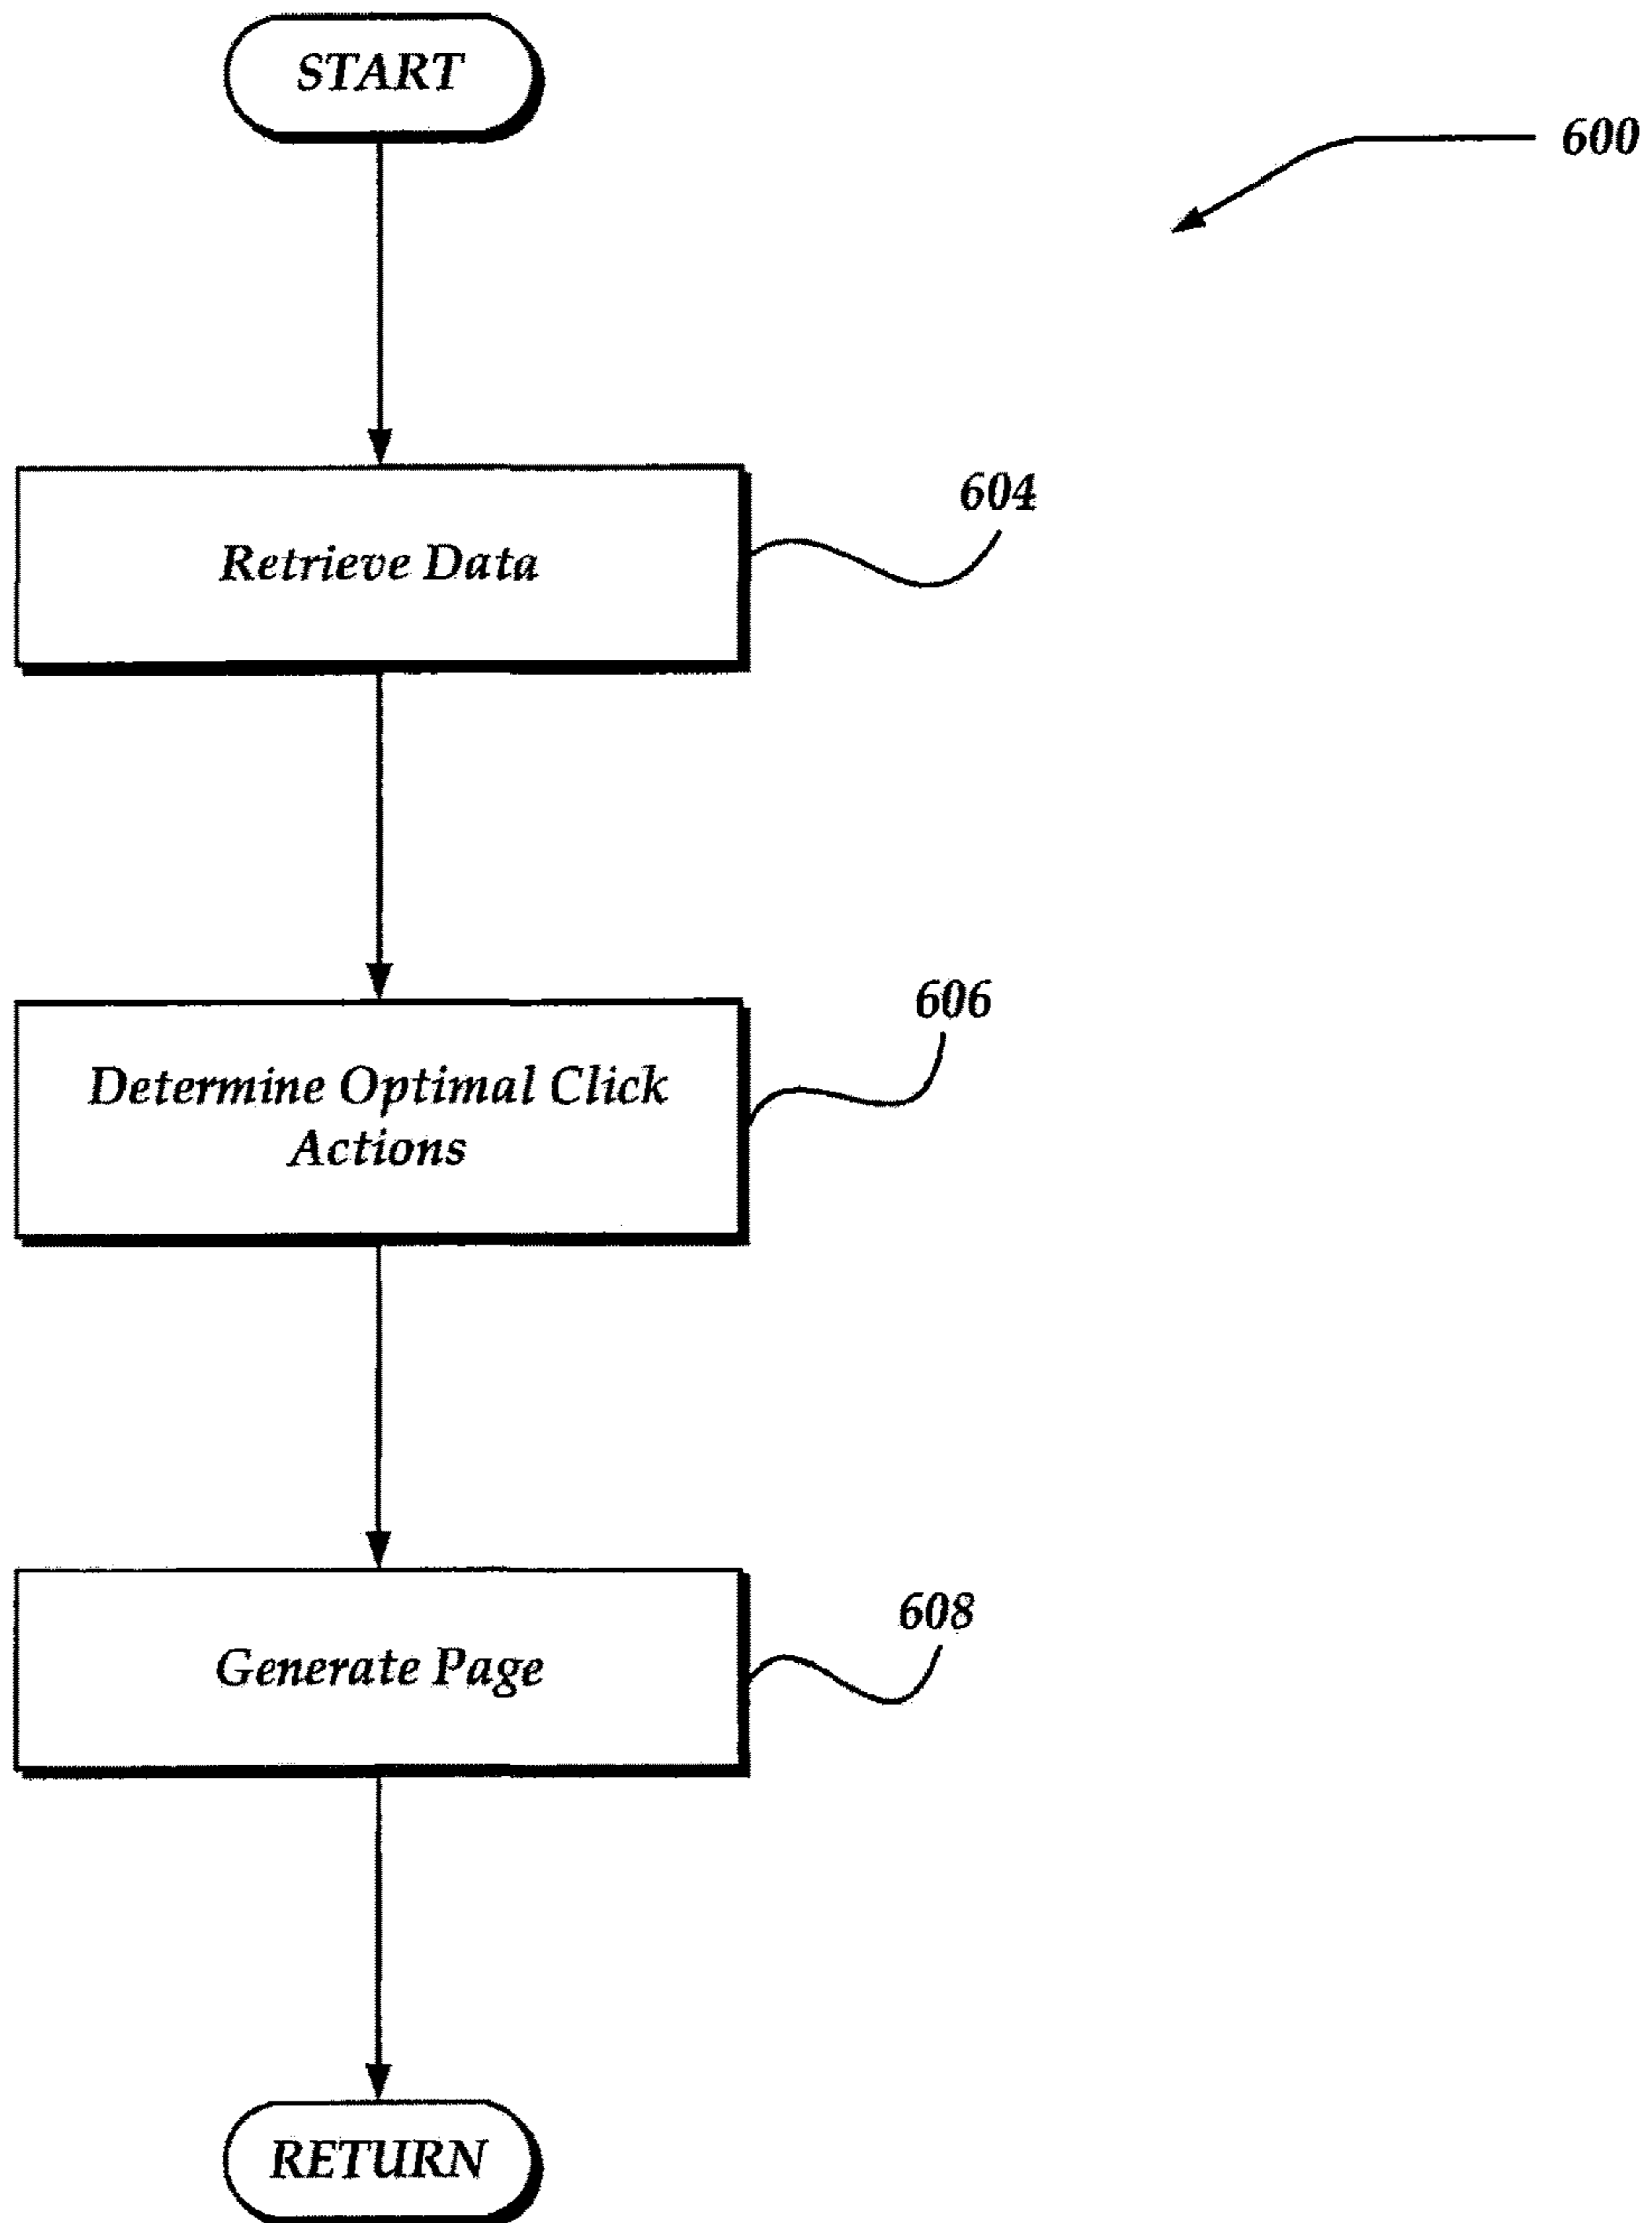 START
600
604
Retrieve Data
606
Determine Optimal Click
Actions
608
Generate Page
RETURN